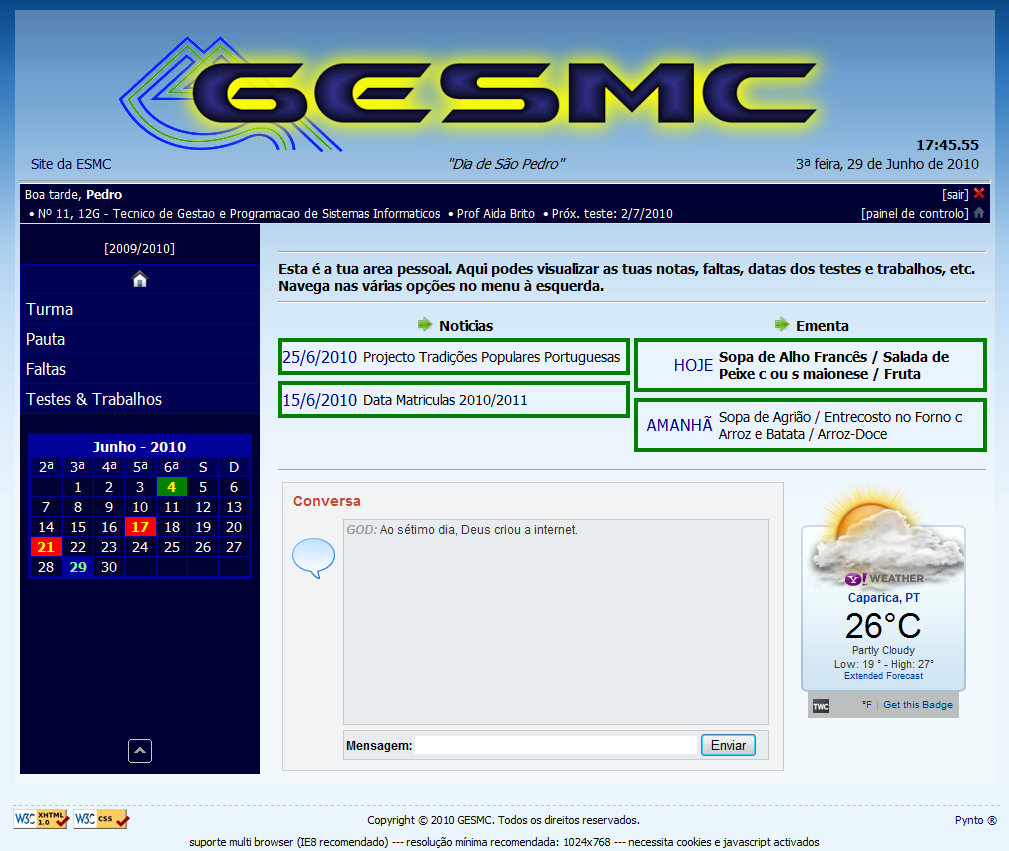 GESMC
17:45.55
Site da ESMC "Dia de São Pedro" 3ª feira, 29 de Junho de 2010
Boa tarde, Pedro [sair]
• Nº 11, 12G - Tecnico de Gestao e Programacao de Sistemas Informaticos • Prof Aida Brito • Próx. teste: 2/7/2010 [painel de controlo]
[2009/2010]
Turma
Pauta
Faltas
Testes & Trabalhos
Junho - 2010
2ª 3ª 4ª 5ª 6ª S D
1 2 3 4 5 6
7 8 9 10 11 12 13
14 15 16 17 18 19 20
21 22 23 24 25 26 27
28 29 30
Esta é a tua area pessoal. Aqui podes visualizar as tuas notas, faltas, datas dos testes e trabalhos, etc.
Navega nas várias opções no menu à esquerda.
Noticias
25/6/2010 Projecto Tradições Populares Portuguesas
15/6/2010 Data Matriculas 2010/2011
Ementa
HOJE Sopa de Alho Francês / Salada de
Peixe c ou s maionese / Fruta
AMANHÃ Sopa de Agrião / Entrecosto no Forno c
Arroz e Batata / Arroz-Doce
Conversa
GOD: Ao sétimo dia, Deus criou a internet.
Mensagem: Enviar
Y! WEATHER
Caparica, PT
26°C
Partly Cloudy
Low: 19 ° - High: 27°
Extended Forecast
TWC °F | Get this Badge
W3C XHTML 1.0 W3C css Copyright © 2010 GESMC. Todos os direitos reservados. Pynto ®
suporte multi browser (IE8 recomendado) --- resolução mínima recomendada: 1024x768 --- necessita cookies e javascript activados